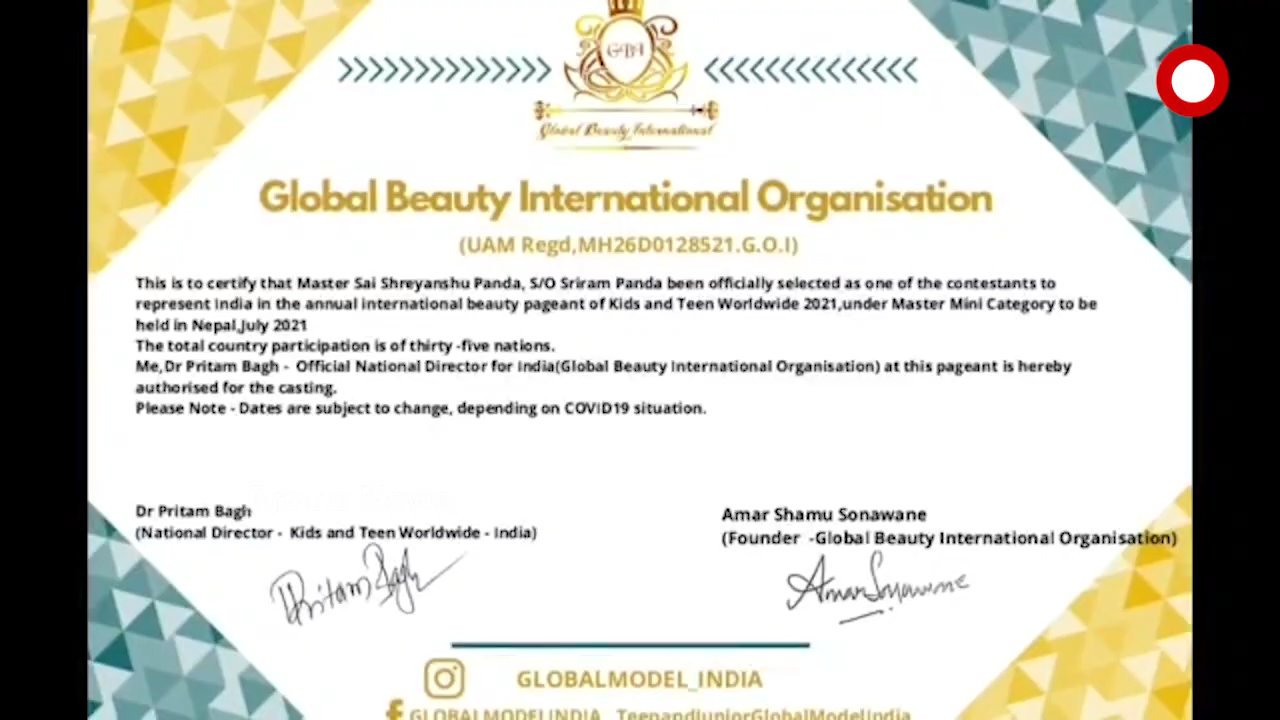 GBI
Global Beauty International
Global Beauty International Organisation
(UAM Regd,MH26D0128521.G.O.I)
This is to certify that Master Sai Shreyanshu Panda, S/O Sriram Panda been officially selected as one of the contestants to
represent India in the annual international beauty pageant of Kids and Teen Worldwide 2021,under Master Mini Category to be
held in Nepal,July 2021
The total country participation is of thirty -five nations.
Me,Dr Pritam Bagh - Official National Director for India(Global Beauty International Organisation) at this pageant is hereby
authorised for the casting.
Please Note - Dates are subject to change, depending on COVID19 situation.
Dr Pritam Bagh
(National Director - Kids and Teen Worldwide - India)
Pritam Bagh
Amar Shamu Sonawane
(Founder -Global Beauty International Organisation)
Amar Sonawane
GLOBALMODEL_INDIA
GLOBALMODELINDIA, TeenandJuniorGlobalModelIndia